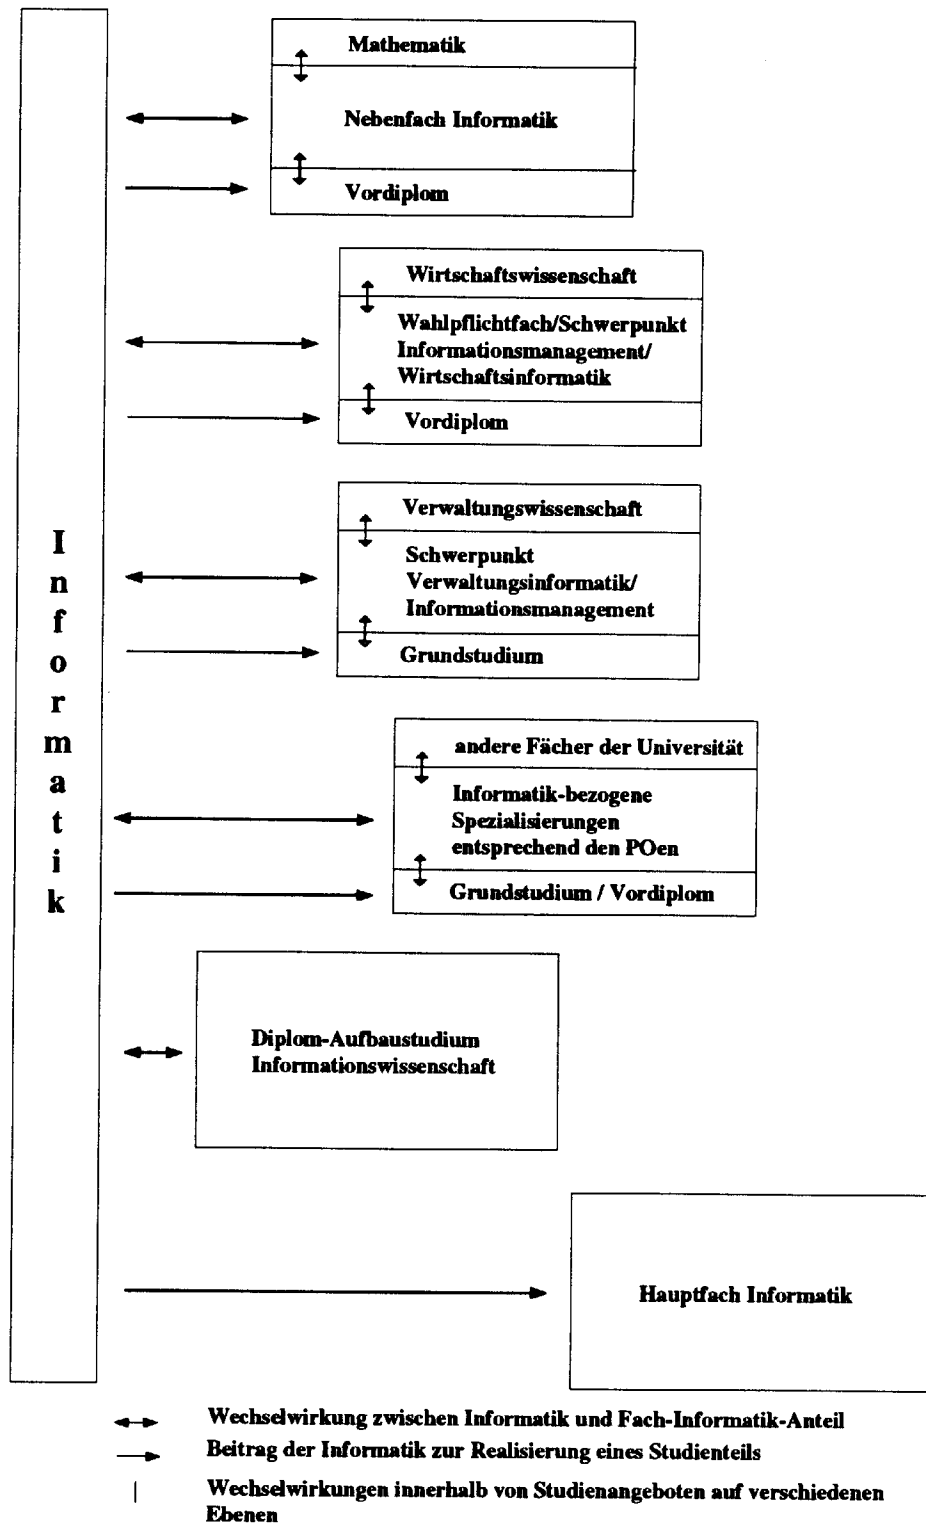 Mathematik
Nebenfach Informatik
Vordiplom
Wirtschaftswissenschaft
Wahlpflichtfach/Schwerpunkt
Informationsmanagement/
Wirtschaftsinformatik
Vordiplom
Verwaltungswissenschaft
Schwerpunkt
Verwaltungsinformatik/
Informationsmanagement
Grundstudium
Informatik
andere Fächer der Universität
Informatik-bezogene
Spezialisierungen
entsprechend den POen
Grundstudium / Vordiplom
Diplom-Aufbaustudium
Informationswissenschaft
Hauptfach Informatik
Wechselwirkung zwischen Informatik und Fach-Informatik-Anteil
Beitrag der Informatik zur Realisierung eines Studienteils
Wechselwirkungen innerhalb von Studienangeboten auf verschiedenen
Ebenen